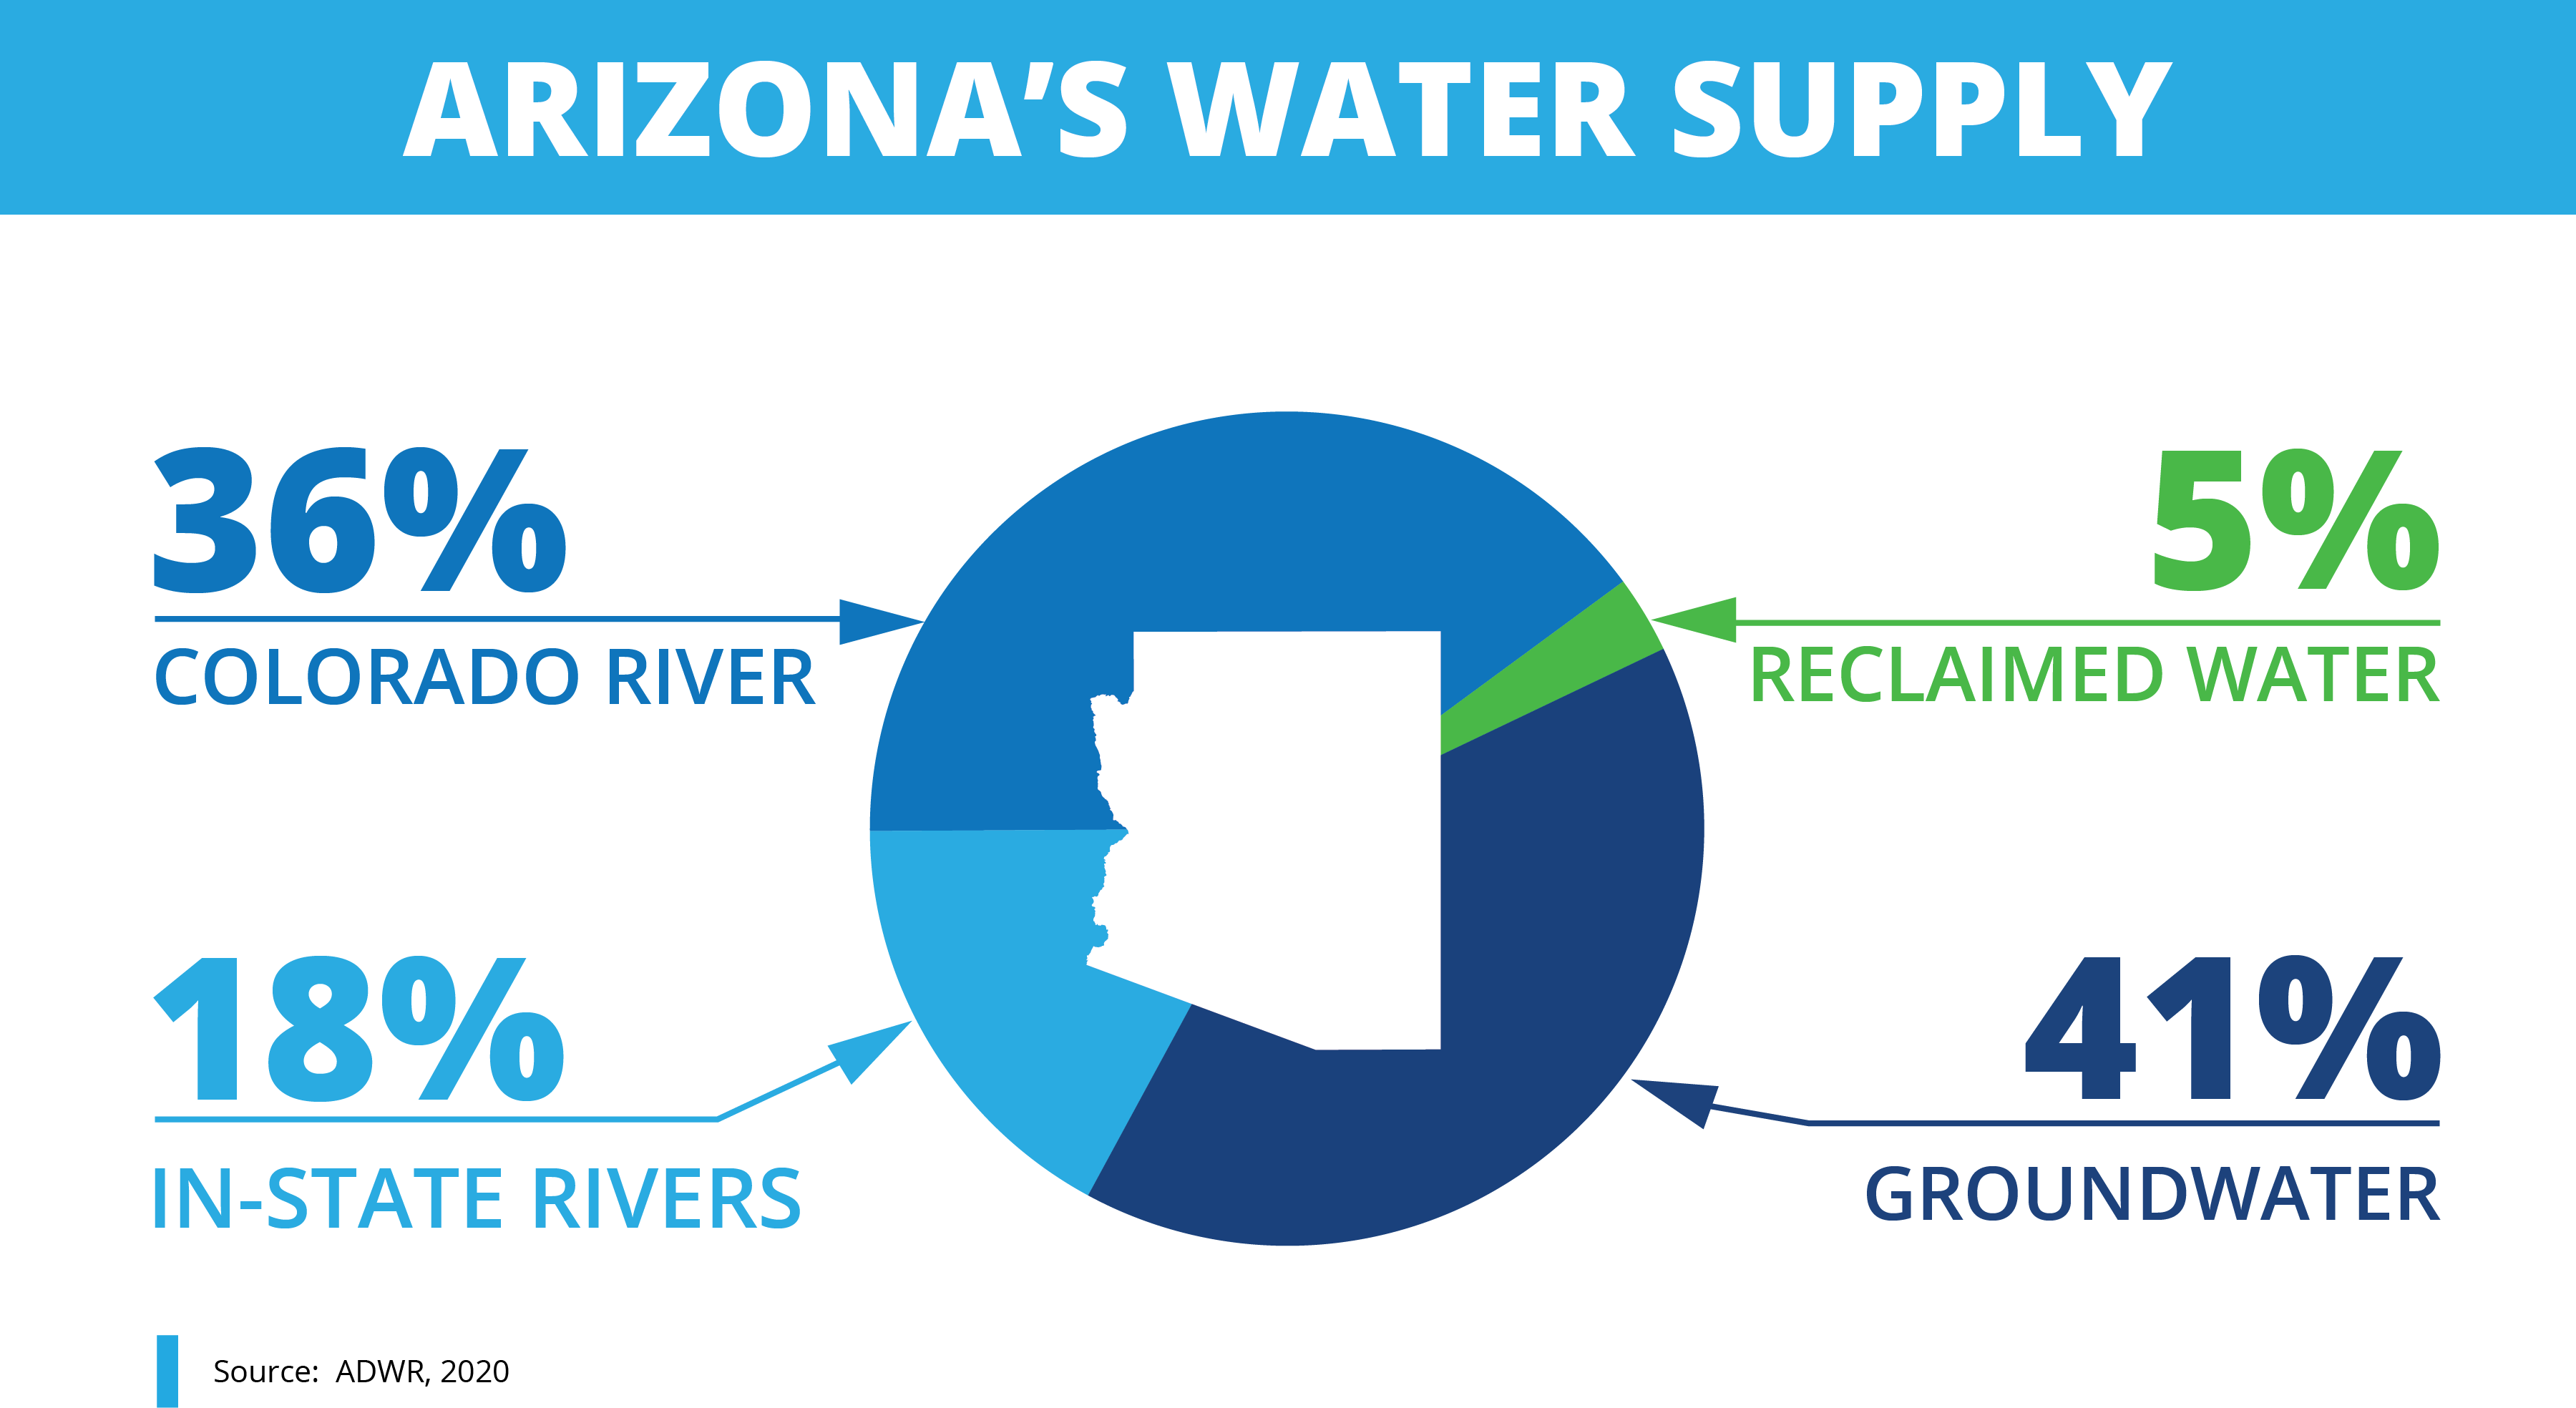 ARIZONA’S WATER SUPPLY
36%
COLORADO RIVER
5%
RECLAIMED WATER
18%
IN-STATE RIVERS
41%
GROUNDWATER
Source: ADWR, 2020